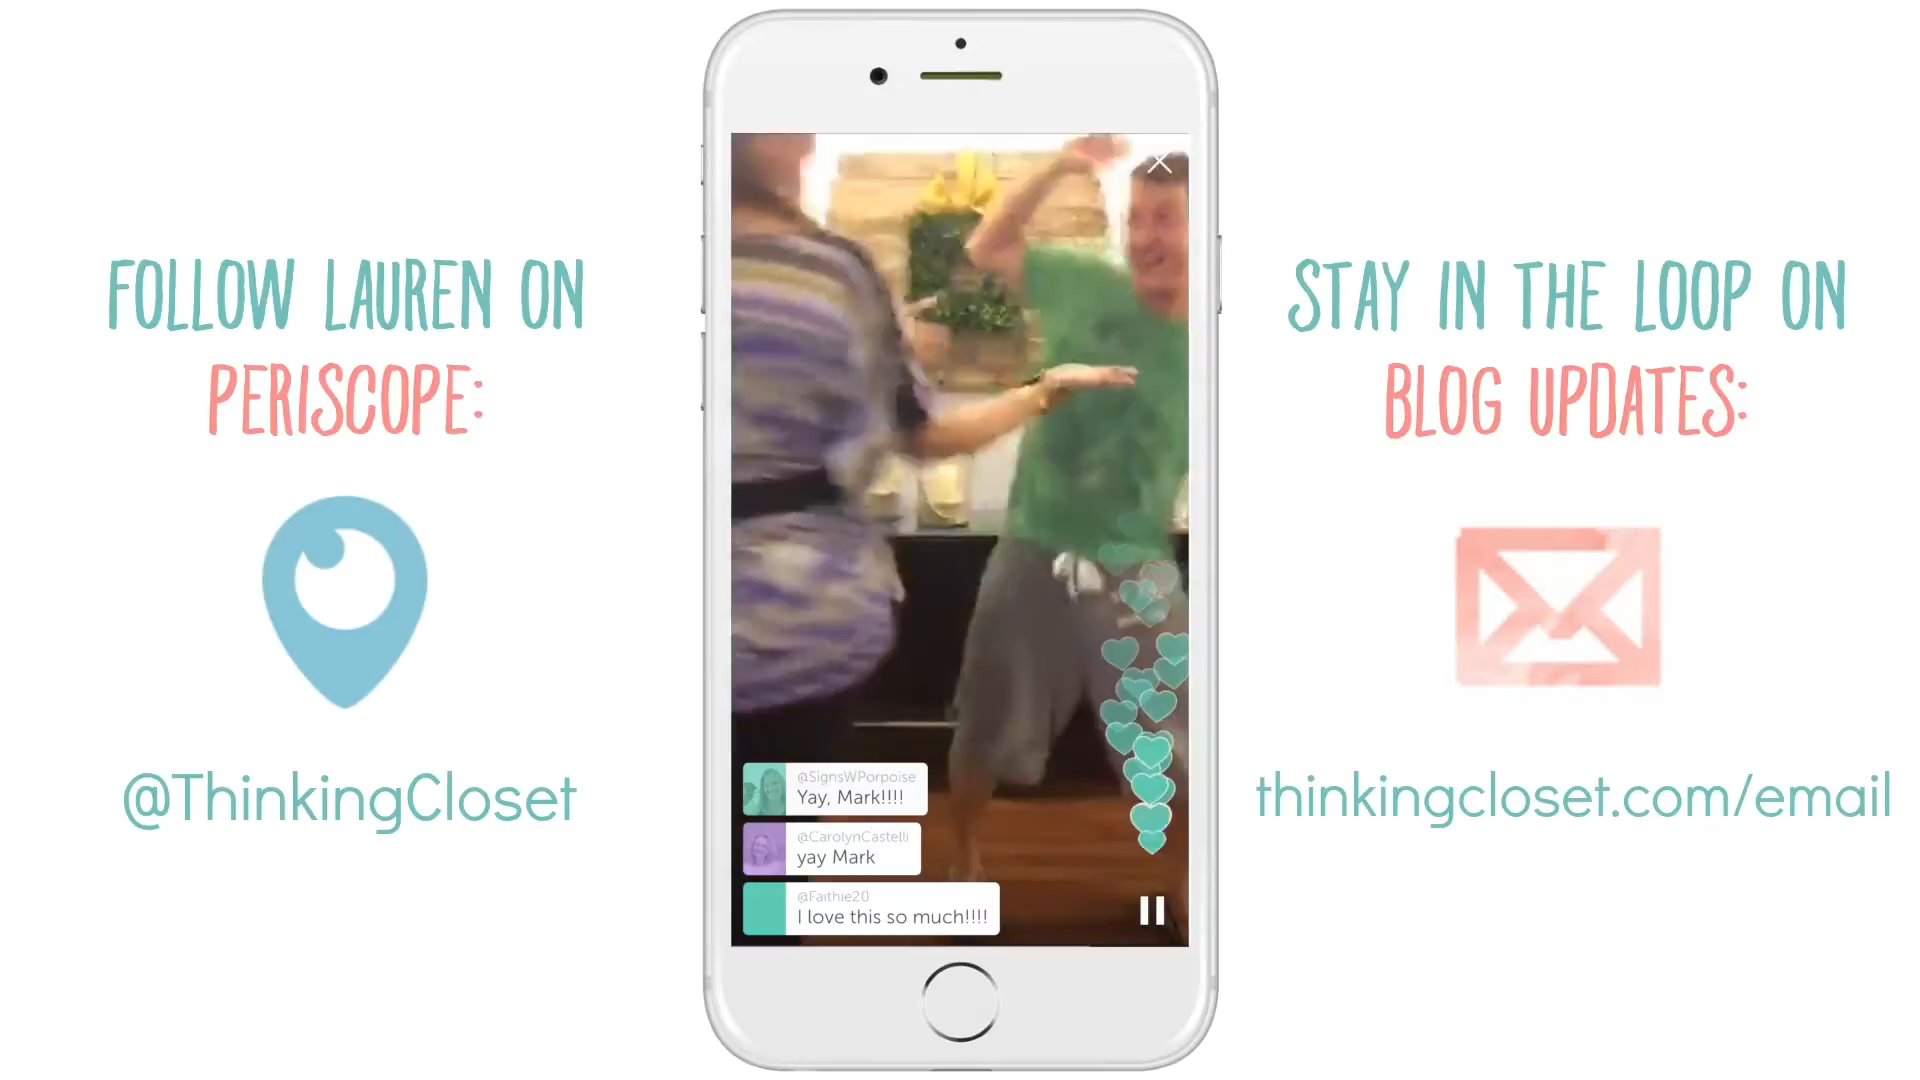 FOLLOW LAUREN ON
PERISCOPE:
@ThinkingCloset
@SignsWPorpoise
Yay, Mark!!!!
@CarolynCastelli
yay Mark
@Faithie20
I love this so much!!!!
STAY IN THE LOOP ON
BLOG UPDATES:
thinkingcloset.com/email